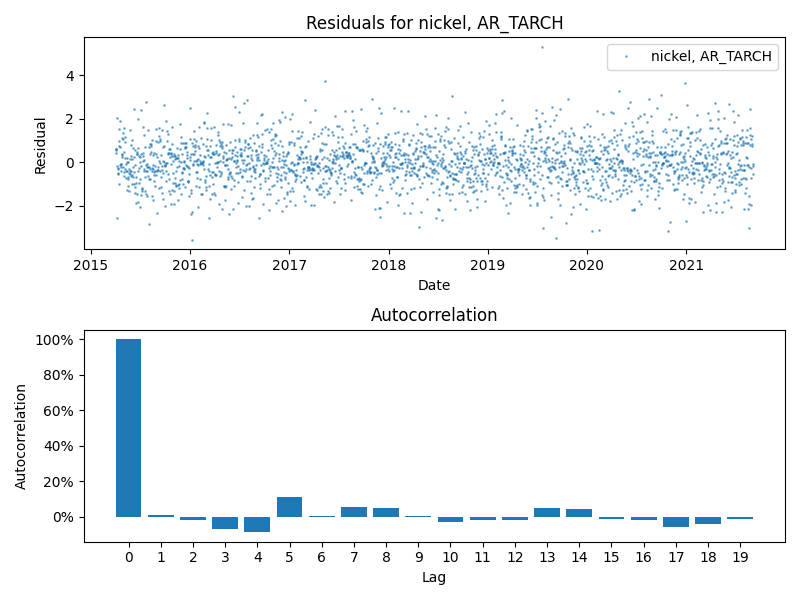 Residuals for nickel, AR_TARCH
nickel, AR_TARCH
4
2
0
−2
Residual
2015 2016 2017 2018 2019 2020 2021
Date
Autocorrelation
100%
80%
60%
40%
20%
0%
Autocorrelation
0 1 2 3 4 5 6 7 8 9 10 11 12 13 14 15 16 17 18 19
Lag